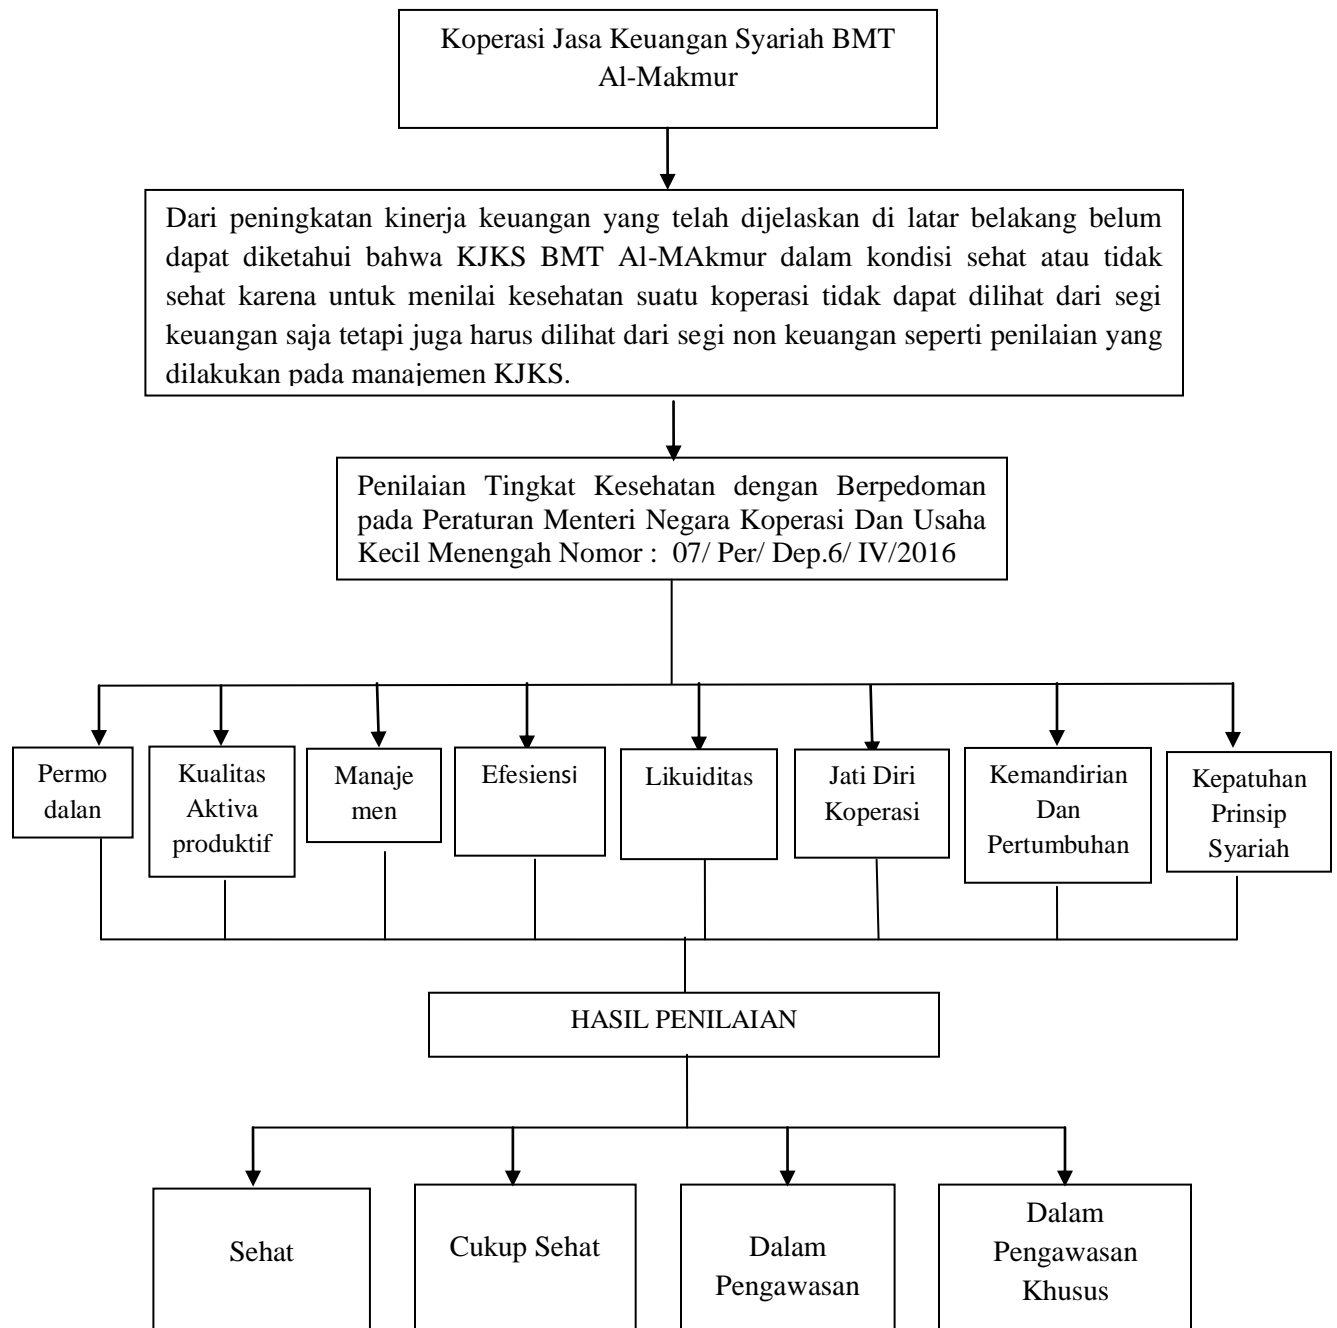 Koperasi Jasa Keuangan Syariah BMT
Al-Makmur
Dari peningkatan kinerja keuangan yang telah dijelaskan di latar belakang belum
dapat diketahui bahwa KJKS BMT Al-MAkmur dalam kondisi sehat atau tidak
sehat karena untuk menilai kesehatan suatu koperasi tidak dapat dilihat dari segi
keuangan saja tetapi juga harus dilihat dari segi non keuangan seperti penilaian yang
dilakukan pada manajemen KJKS.
Penilaian Tingkat Kesehatan dengan Berpedoman
pada Peraturan Menteri Negara Koperasi Dan Usaha
Kecil Menengah Nomor : 07/ Per/ Dep.6/ IV/2016
Permo
dalan
Kualitas
Aktiva
produktif
Manaje
men
Efesiensi
Likuiditas
Jati Diri
Koperasi
Kemandirian
Dan
Pertumbuhan
Kepatuhan
Prinsip
Syariah
HASIL PENILAIAN
Sehat
Cukup Sehat
Dalam
Pengawasan
Dalam
Pengawasan
Khusus